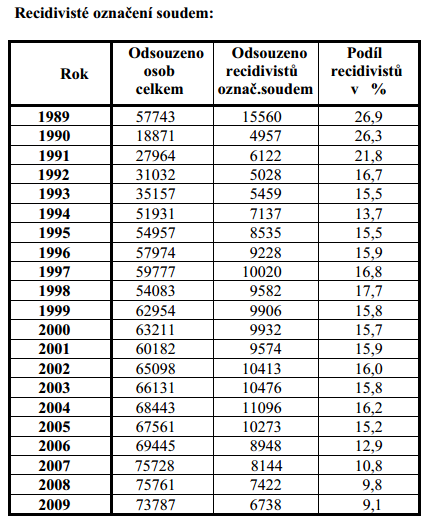 Recidivisté označení soudem:
Rok Odsouzeno osob celkem Odsouzeno recidivistů označ.soudem Podíl recidivistů v %
1989 57743 15560 26,9
1990 18871 4957 26,3
1991 27964 6122 21,8
1992 31032 5028 16,7
1993 35157 5459 15,5
1994 51931 7137 13,7
1995 54957 8535 15,5
1996 57974 9228 15,9
1997 59777 10020 16,8
1998 54083 9582 17,7
1999 62954 9906 15,8
2000 63211 9932 15,7
2001 60182 9574 15,9
2002 65098 10413 16,0
2003 66131 10476 15,8
2004 68443 11096 16,2
2005 67561 10273 15,2
2006 69445 8948 12,9
2007 75728 8144 10,8
2008 75761 7422 9,8
2009 73787 6738 9,1